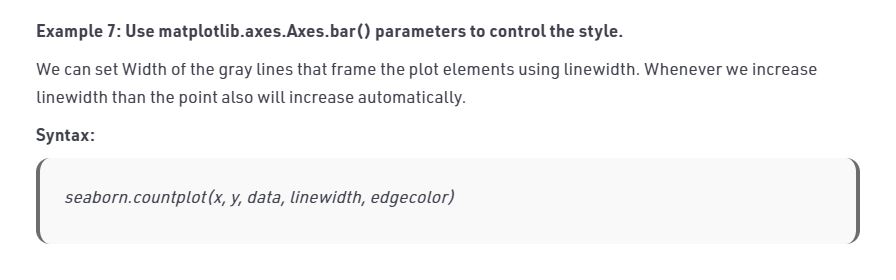 Example 7: Use matplotlib.axes.Axes.bar() parameters to control the style.
We can set Width of the gray lines that frame the plot elements using linewidth. Whenever we increase
linewidth than the point also will increase automatically.
Syntax:
seaborn.countplot(x, y, data, linewidth, edgecolor)